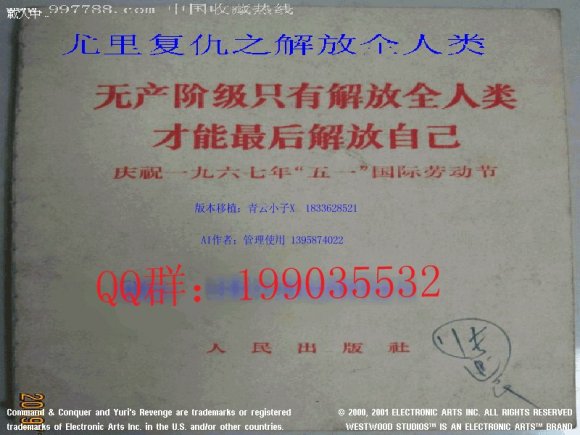 997788.com 中国收藏热线
載入中...
尤里复仇之解放全人类
无产阶级只有解放全人类
才能最后解放自己
庆祝一九六七年“五一”国际劳动节
版本移植：青云小子X 1833628521
AI作者：管理使用 1395874022
QQ群：199035532
人民出版社
Command & Conquer and Yuri's Revenge are trademarks or registered
trademarks of Electronic Arts Inc. in the U.S. and/or other countries.
© 2000, 2001 ELECTRONIC ARTS INC. ALL RIGHTS RESERVED
WESTWOOD STUDIOS™ IS AN ELECTRONIC ARTS™ BRAND